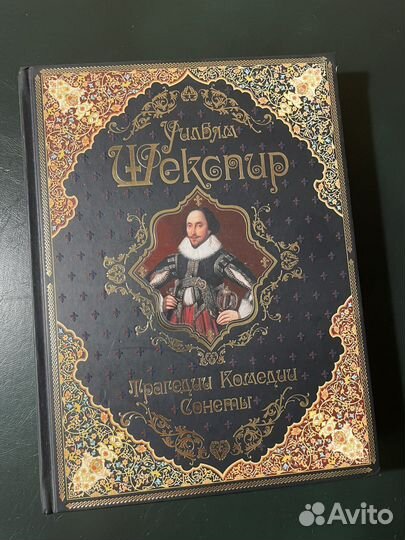 Уильям
Шекспир
Трагедии Комедии
Сонеты
Avito